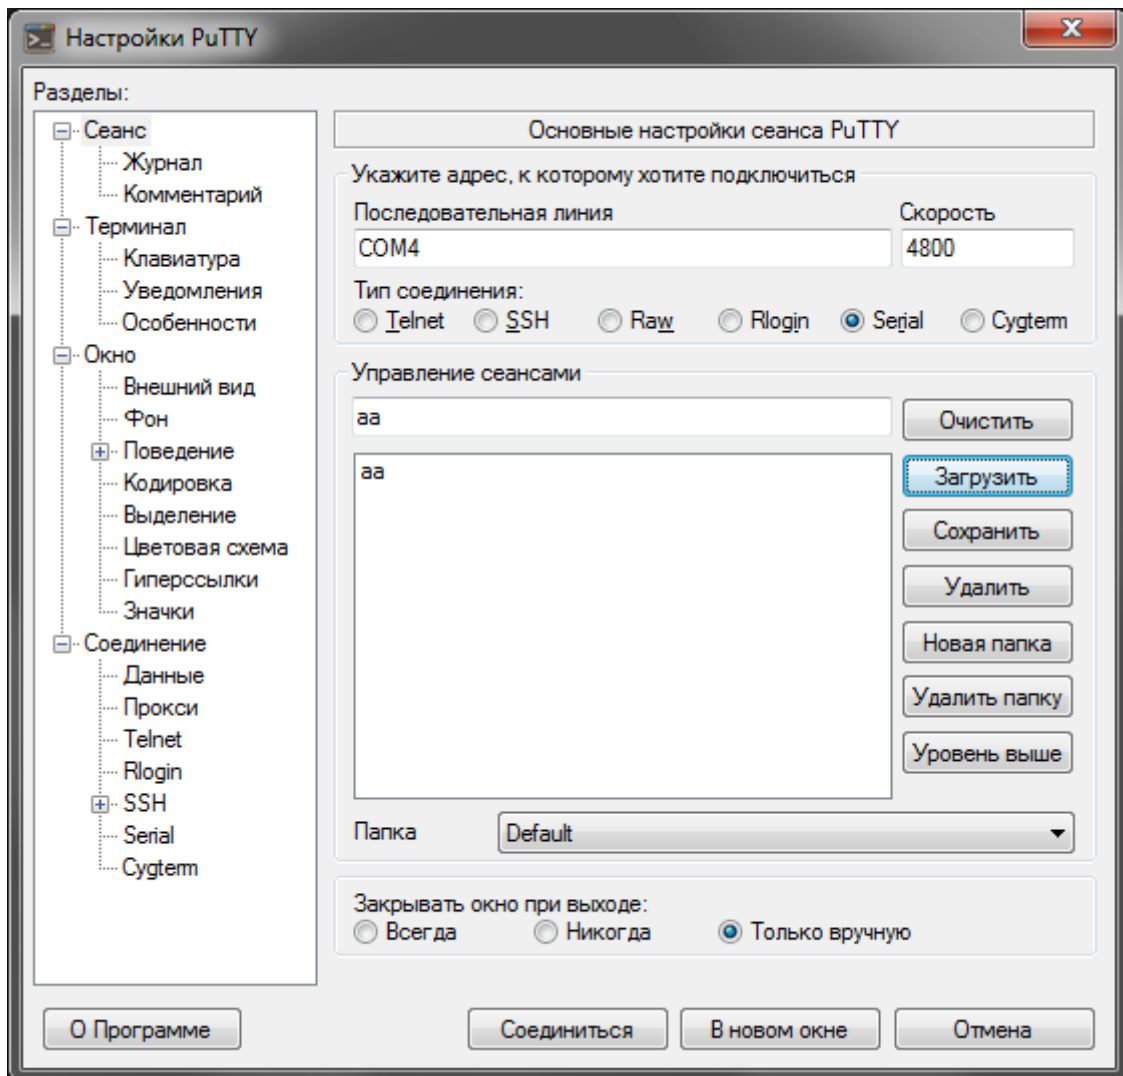 Настройки PuTTY
Разделы:
Сеанс
Журнал
Комментарий
Терминал
Клавиатура
Уведомления
Особенности
Окно
Внешний вид
Фон
Поведение
Кодировка
Выделение
Цветовая схема
Гиперссылки
Значки
Соединение
Данные
Прокси
Telnet
Rlogin
SSH
Serial
Cygterm
Основные настройки сеанса PuTTY
Укажите адрес, к которому хотите подключиться
Последовательная линия Скорость
COM4 4800
Тип соединения:
Telnet SSH Raw Rlogin Serial Cygterm
Управление сеансами
aa Очистить
aa Загрузить
Сохранить
Удалить
Новая папка
Удалить папку
Уровень выше
Папка Default
Закрывать окно при выходе:
Всегда Никогда Только вручную
О Программе Соединиться В новом окне Отмена